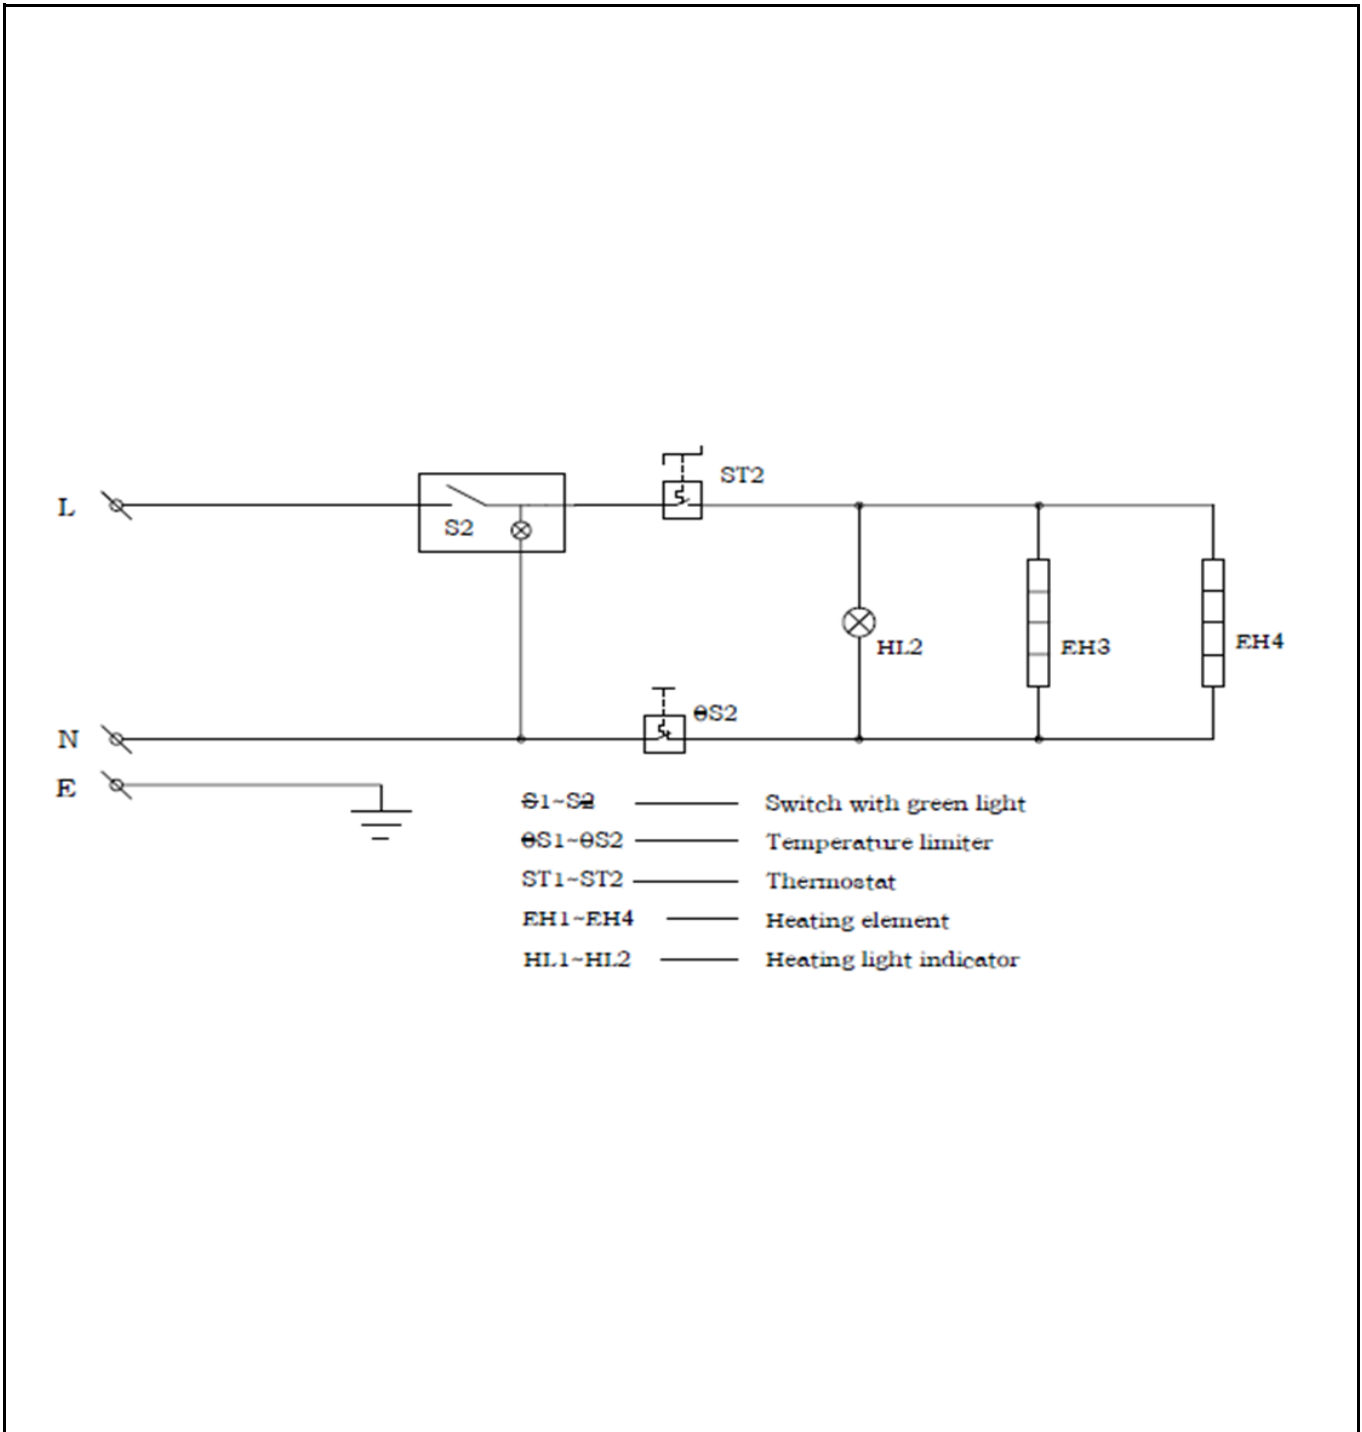 ST2
L
S2
HL2
EH3
EH4
θS2
N
E
S1~S2 Switch with green light
θS1~θS2 Temperature limiter
ST1~ST2 Thermostat
EH1~EH4 Heating element
HL1~HL2 Heating light indicator